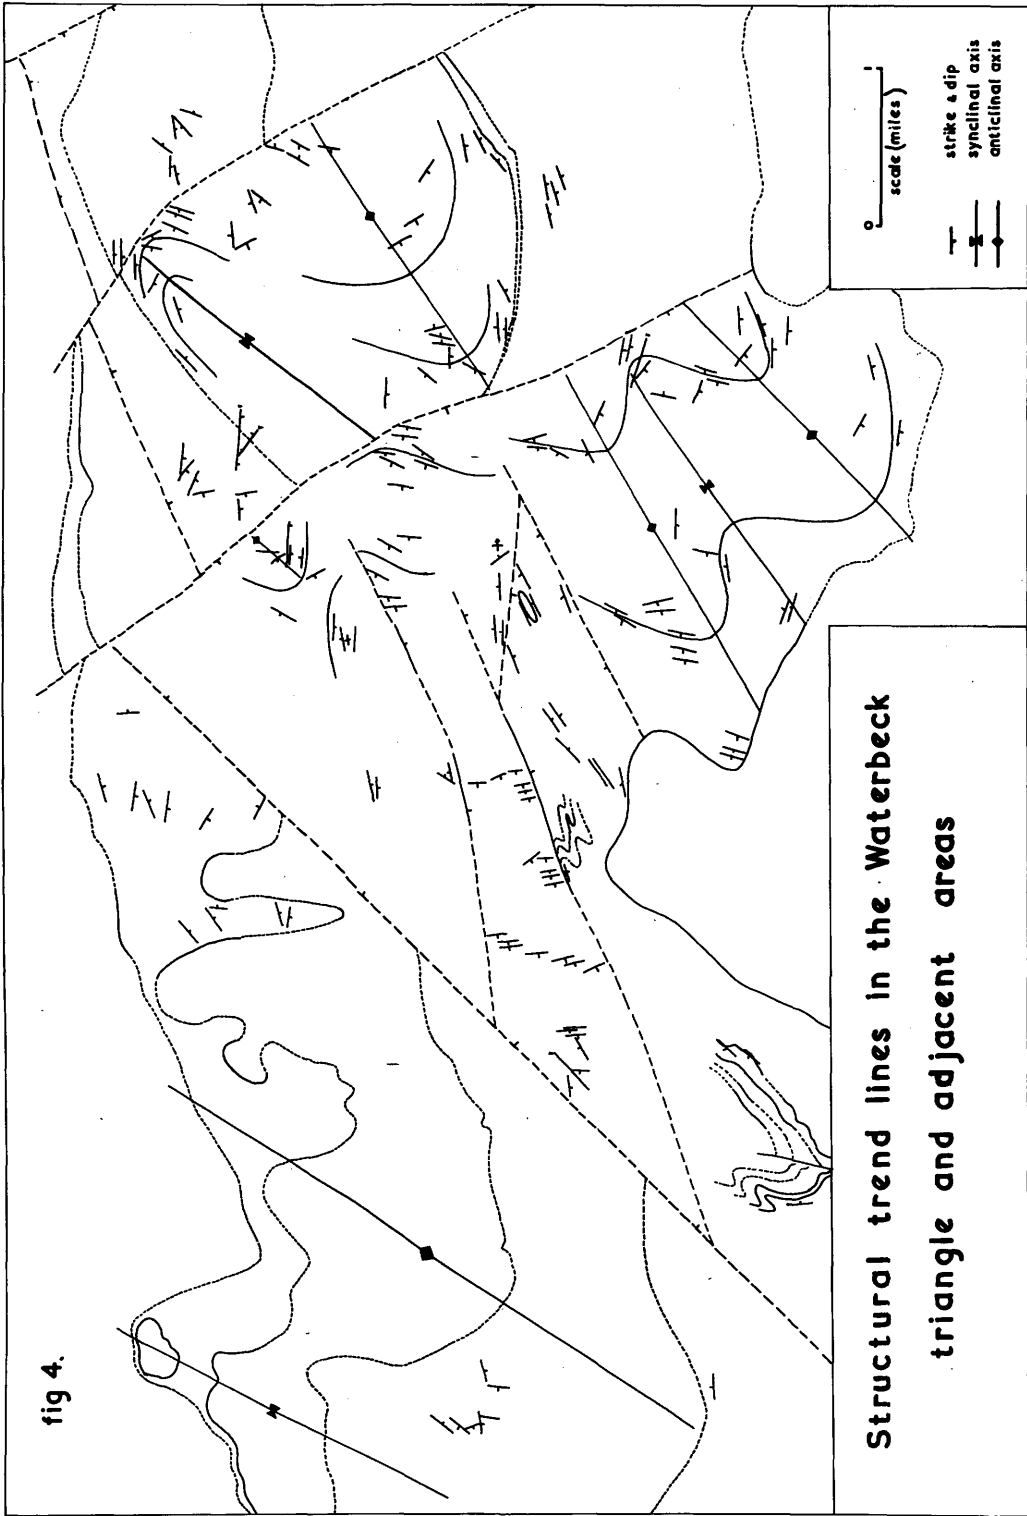 fig 4.
Structural trend lines in the Waterbeck
triangle and adjacent areas
0 1
scale (miles)
strike & dip
synclinal axis
anticlinal axis